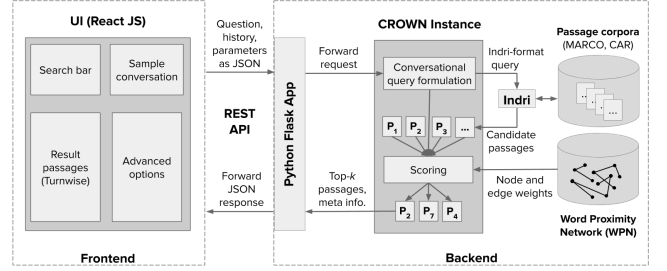 UI (React JS)
Search bar
Sample
conversation
Result
passages
(Turnwise)
Advanced
options
Frontend
Question,
history,
parameters
as JSON
REST
API
Forward
JSON
response
Python Flask App
Forward
request
Top-k
passages,
meta info.
CROWN Instance
Conversational
query formulation
P1
P2
P3
...
Scoring
P2
P7
P4
Indri-format
query
Indri
Candidate
passages
Node and
edge weights
Passage corpora
(MARCO, CAR)
...
...
...
...
Word Proximity
Network (WPN)
Backend